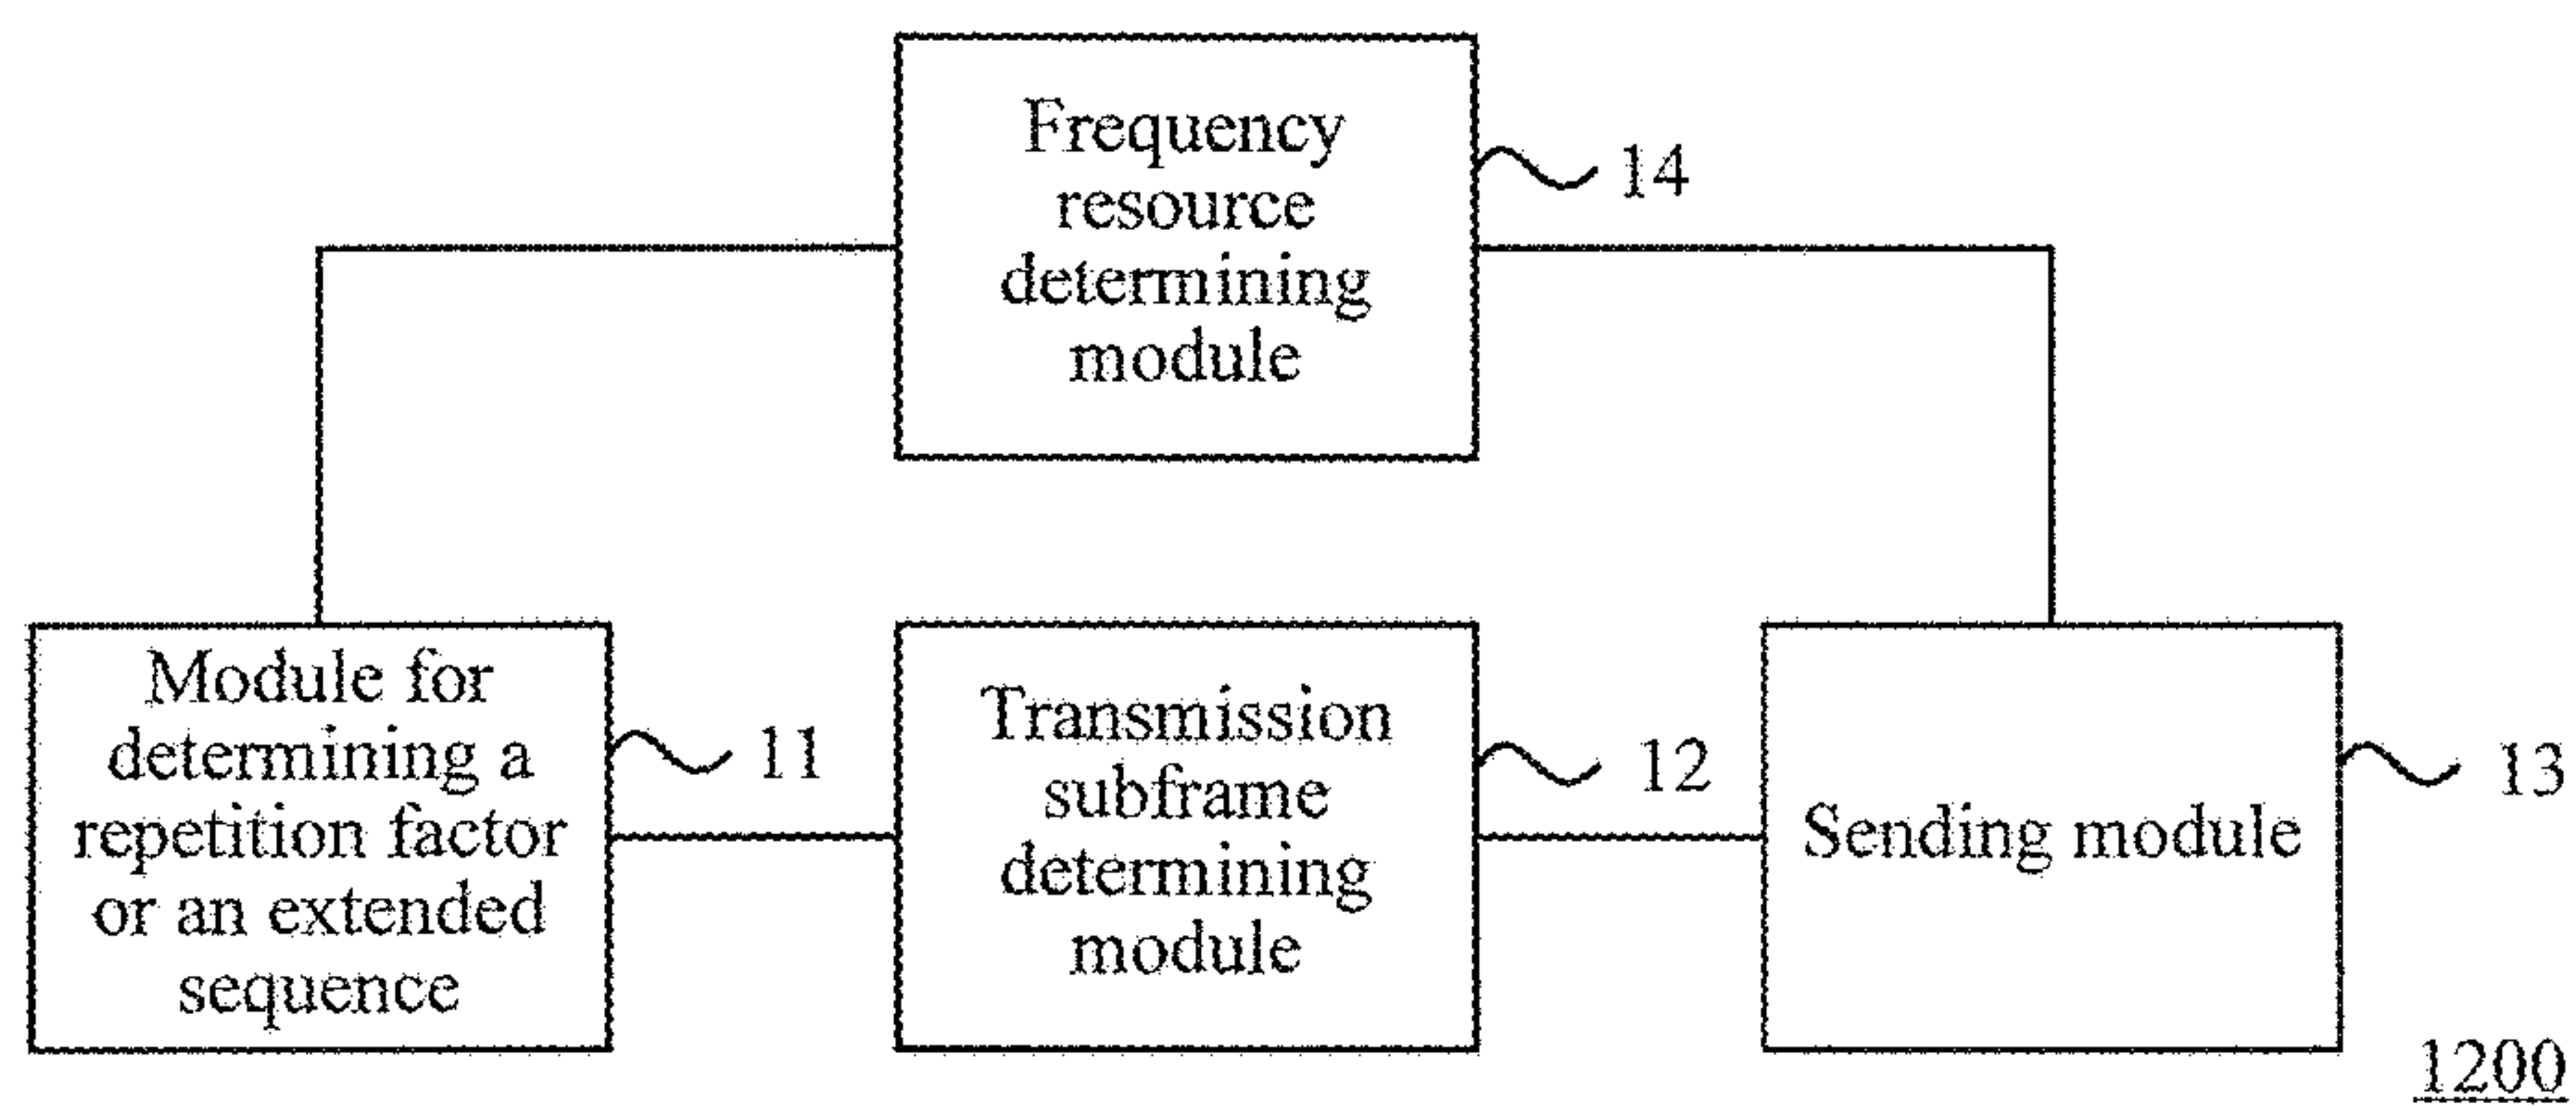 Frequency
resource
determining
module
14
Module for
determining a
repetition factor
or an extended
sequence
11
Transmission
subframe
determining
module
12
Sending module
13
1200